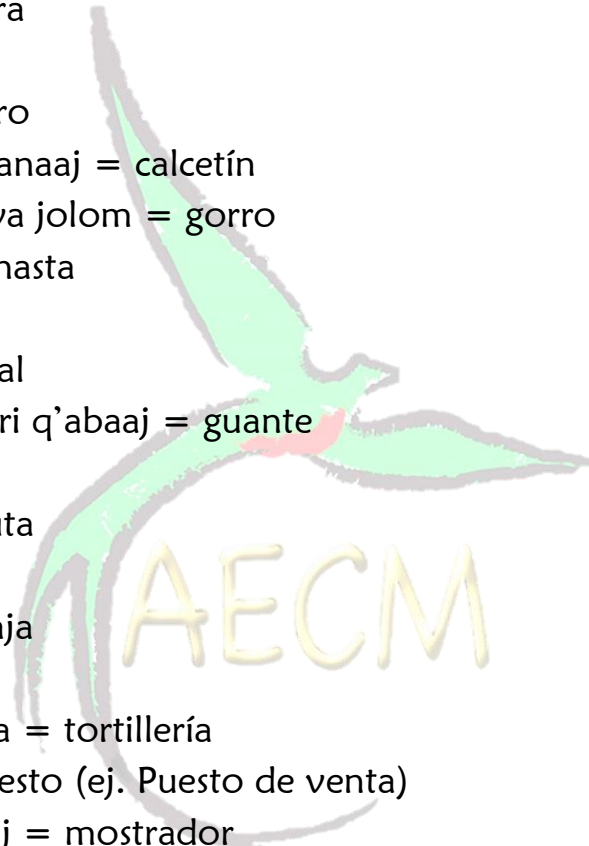 ra
ro
anaaj = calcetín
va jolom = gorro
nasta
al
ri q'abaaj = guante
uta
aja
AECM
a = tortillería
esto (ej. Puesto de venta)
j = mostrador